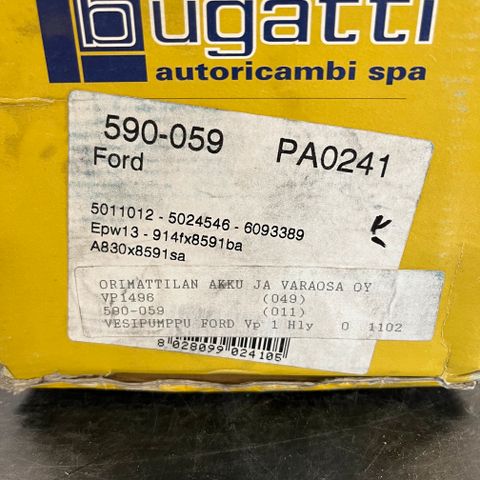 bugatti
autoricambi spa
590-059 PA0241
Ford
5011012 - 5024546 - 6093389
Epw13 - 914fx8591ba
A830x8591sa
ORIMATTILAN AKKU JA VARAOSA OY
VP1496 (049)
590-059 (011)
VESIPUMPPU FORD Vp 1 Hly 0 1102
8 028099 024105